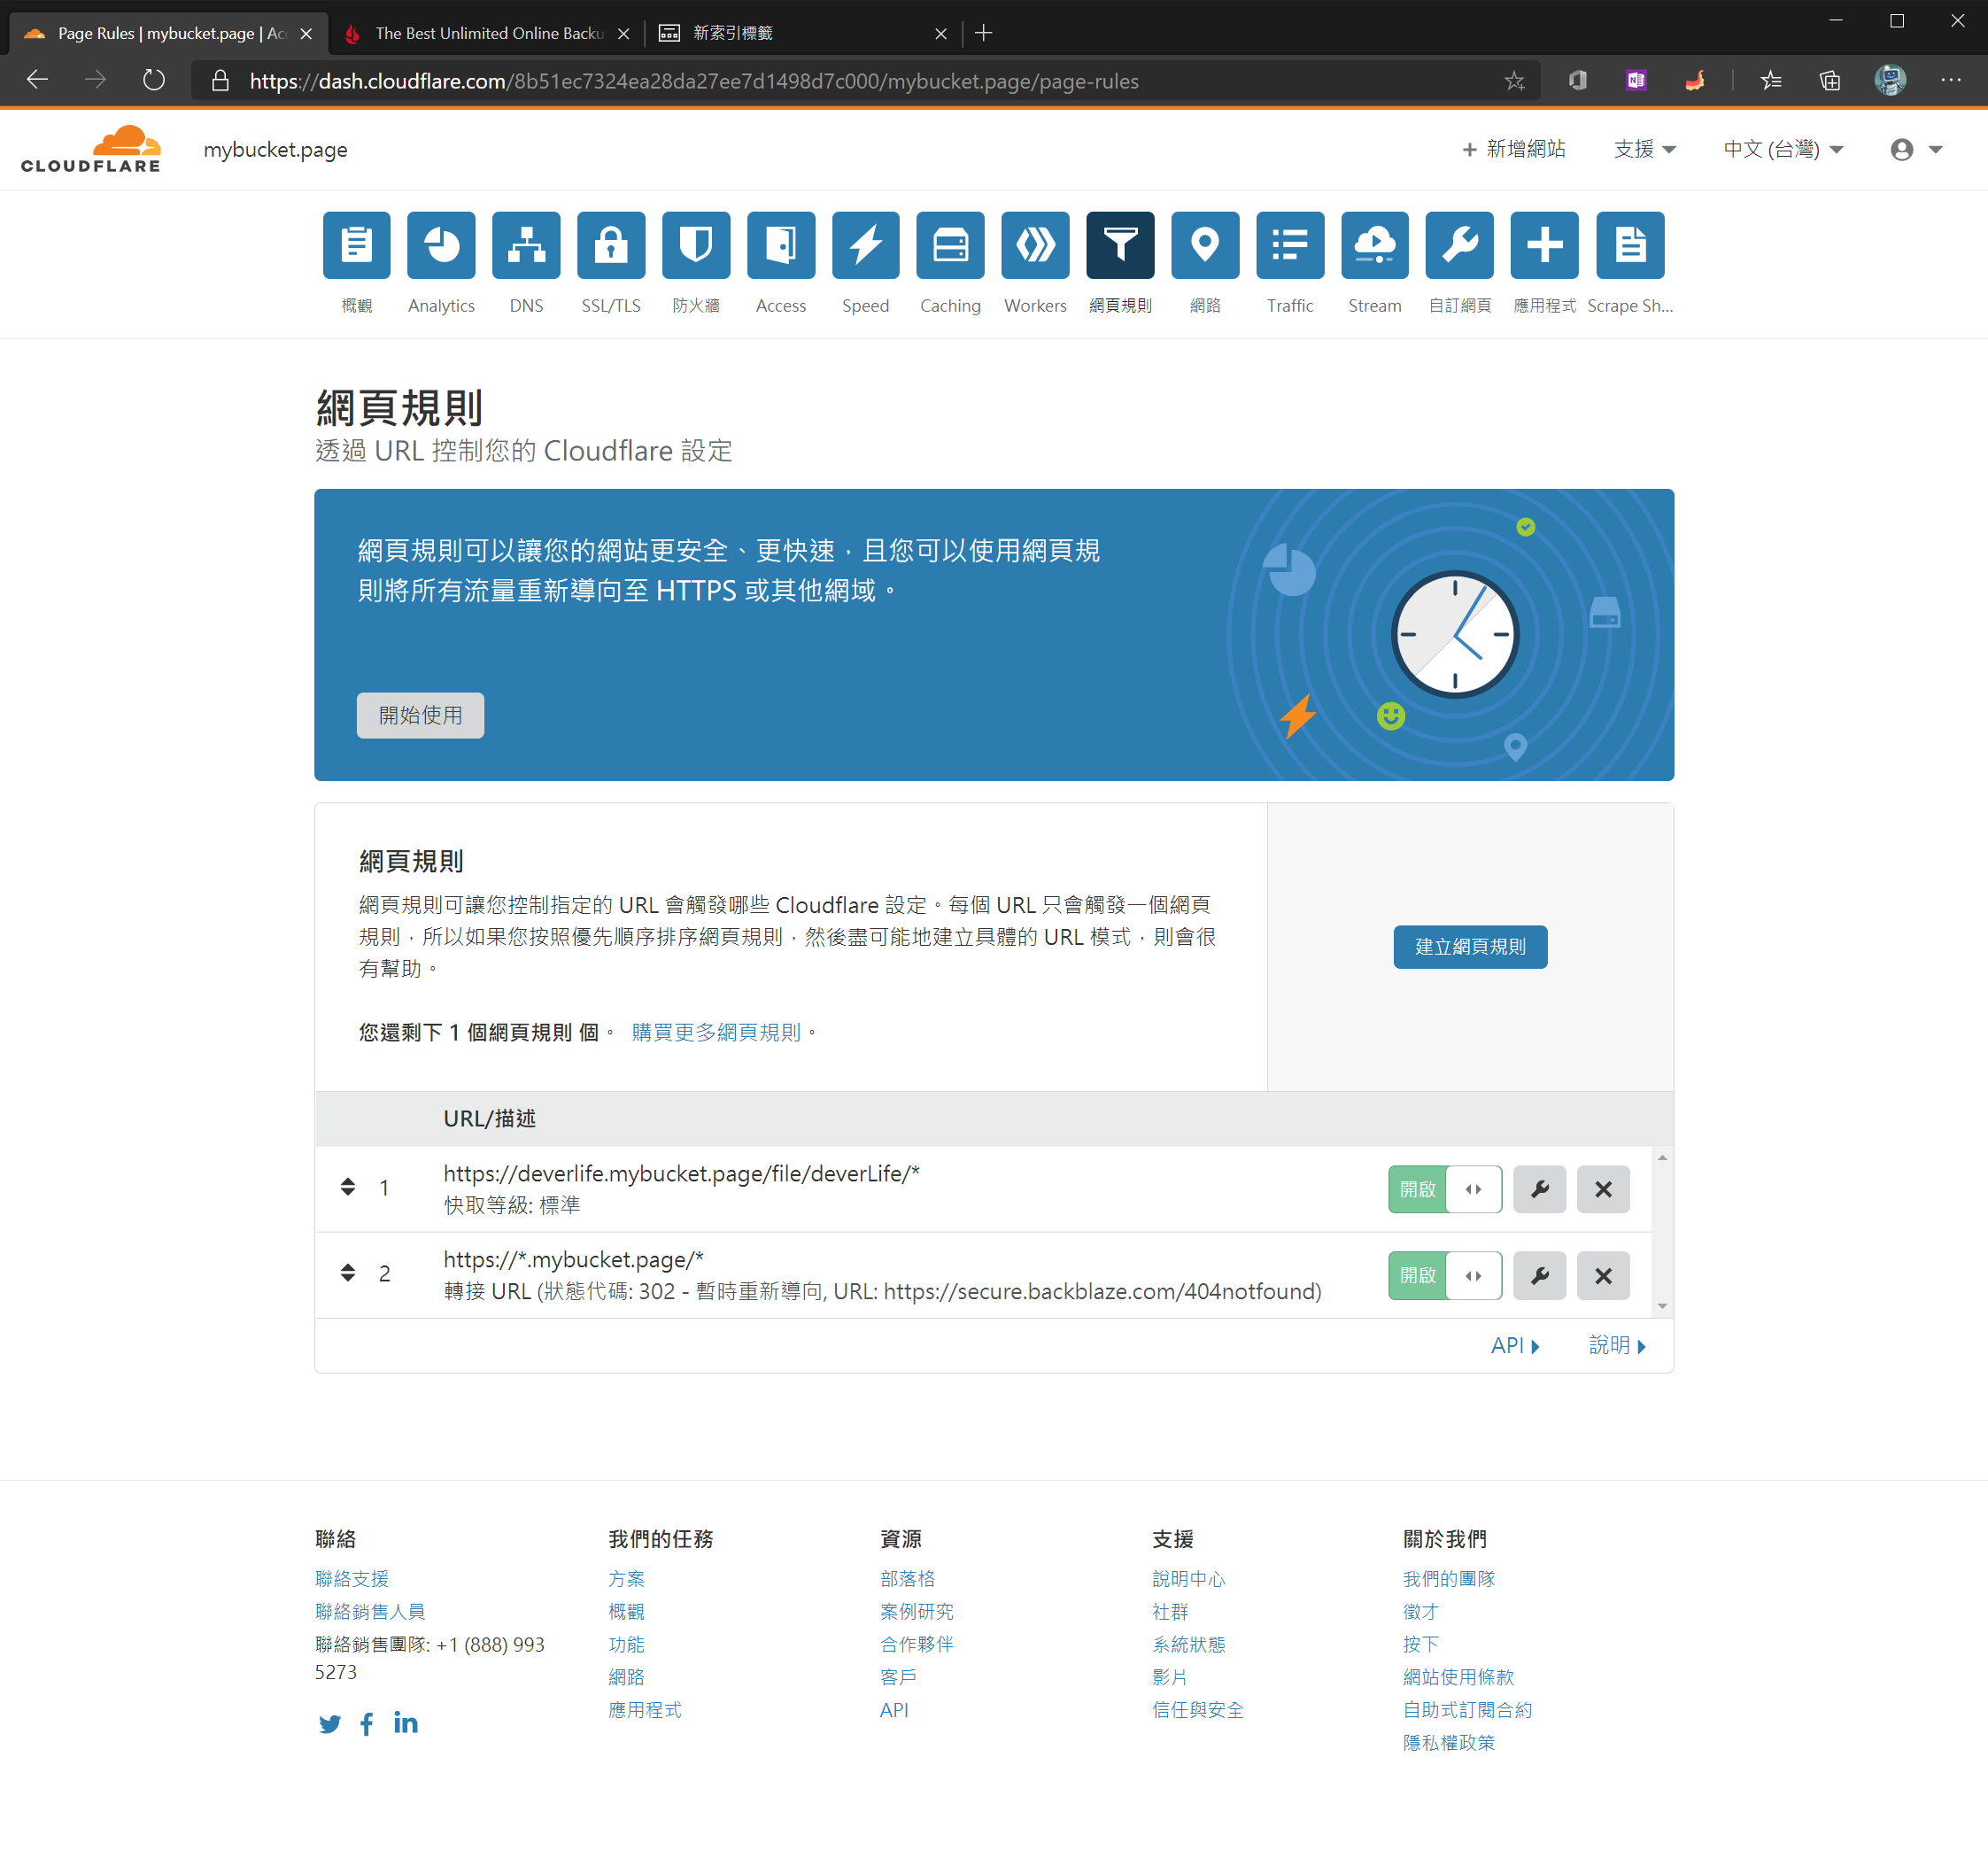 Page Rules | mybucket.page | Ac
The Best Unlimited Online Backu
新索引標籤
https://dash.cloudflare.com/8b51ec7324ea28da27ee7d1498d7c000/mybucket.page/page-rules
CLOUDFLARE
mybucket.page
新增網站
支援
中文 (台灣)
概觀
Analytics
DNS
SSL/TLS
防火牆
Access
Speed
Caching
Workers
網頁規則
網路
Traffic
Stream
自訂網頁
應用程式
Scrape Sh...
網頁規則
透過 URL 控制您的 Cloudflare 設定
網頁規則可以讓您的網站更安全、更快速，且您可以使用網頁規
則將所有流量重新導向至 HTTPS 或其他網域。
開始使用
網頁規則
網頁規則可讓您控制指定的 URL 會觸發哪些 Cloudflare 設定。每個 URL 只會觸發一個網頁
規則，所以如果您按照優先順序排序網頁規則，然後盡可能地建立具體的 URL 模式，則會很
有幫助。
您還剩下 1 個網頁規則 個。 購買更多網頁規則。
建立網頁規則
URL/描述
1
https://deverlife.mybucket.page/file/deverLife/*
快取等級: 標準
開啟
2
https://*.mybucket.page/*
轉接 URL (狀態代碼: 302 - 暫時重新導向, URL: https://secure.backblaze.com/404notfound)
開啟
API
說明
聯絡
聯絡支援
聯絡銷售人員
聯絡銷售團隊: +1 (888) 993
5273
我們的任務
方案
概觀
功能
網路
應用程式
資源
部落格
案例研究
合作夥伴
客戶
API
支援
說明中心
社群
系統狀態
影片
信任與安全
關於我們
我們的團隊
徵才
按下
網站使用條款
自助式訂閱合約
隱私權政策